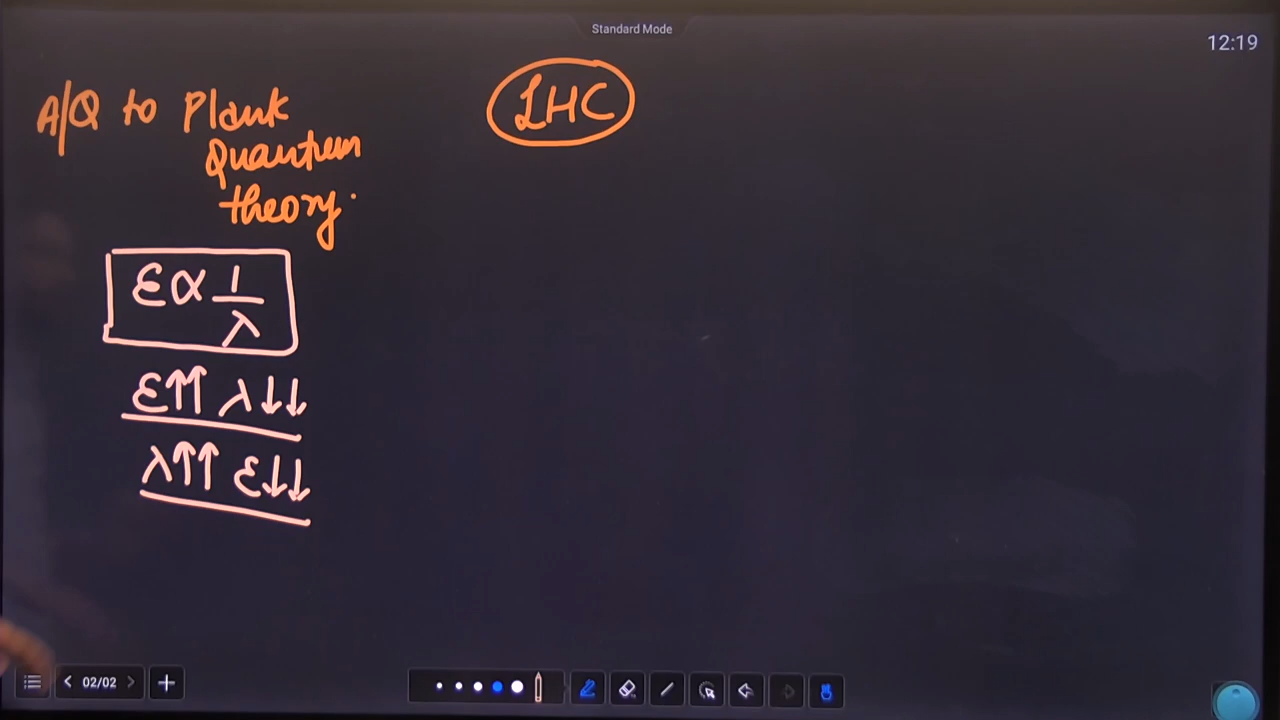 Standard Mode
12:19
A/Q to Plank
Quantum
theory.
LHC
ε α 1/λ
ε↑↑ λ↓↓
λ↑↑ ε↓↓
02/02